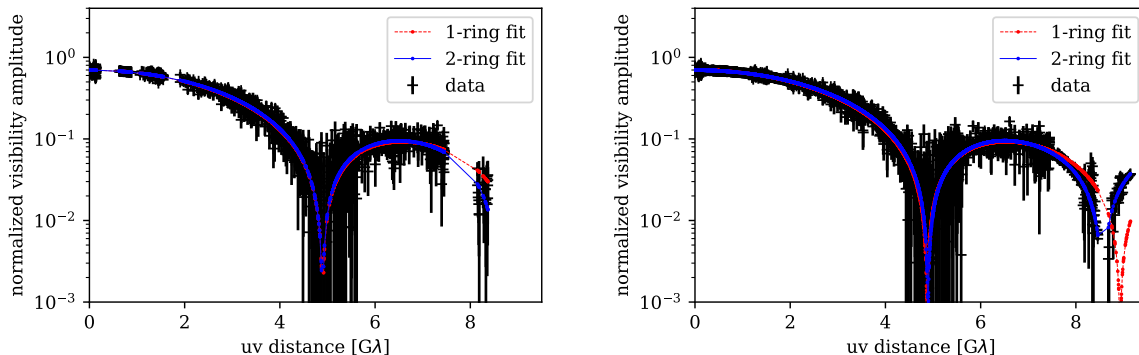 normalized visibility amplitude
10⁰
10⁻¹
10⁻²
10⁻³
0
2
4
6
8
uv distance [Gλ]
1-ring fit
2-ring fit
data
normalized visibility amplitude
10⁰
10⁻¹
10⁻²
10⁻³
0
2
4
6
8
uv distance [Gλ]
1-ring fit
2-ring fit
data